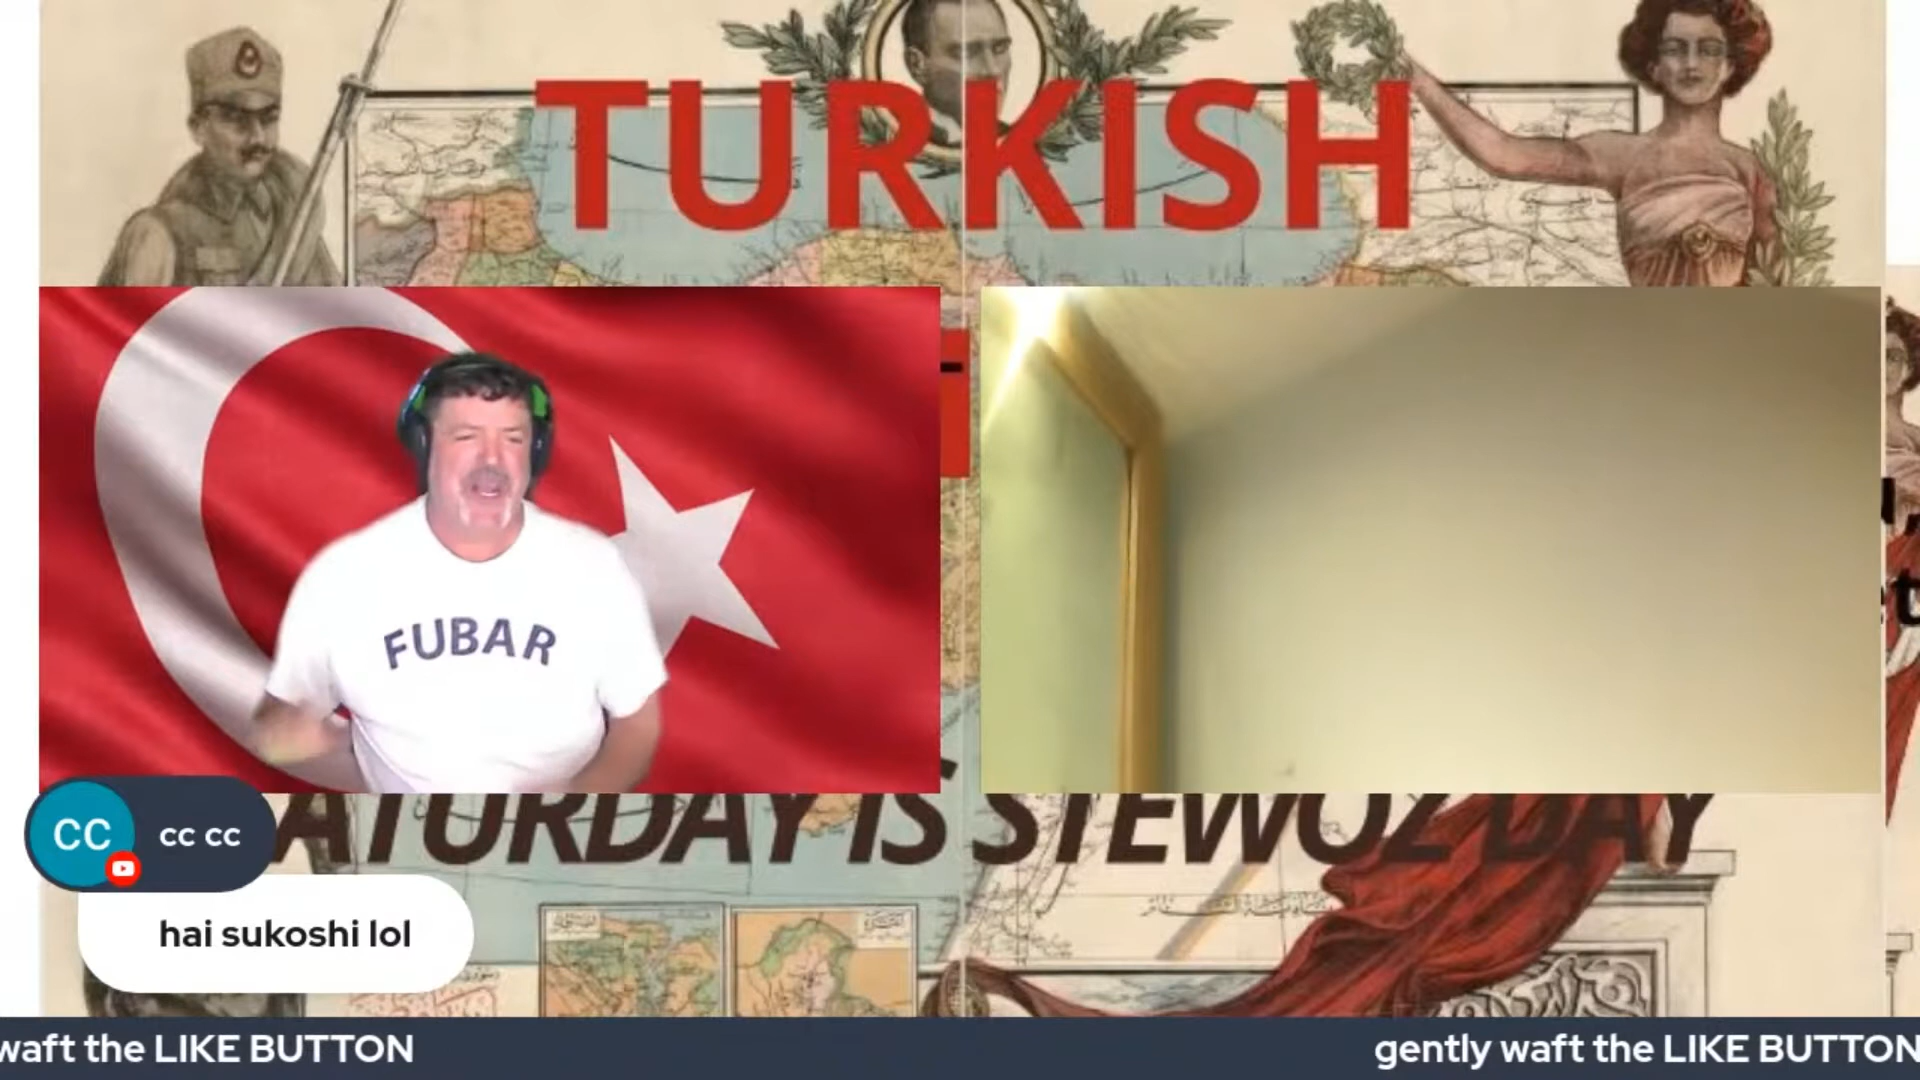 TURKISH
FUBAR
ATURDAY IS STEWOZ DAY
CC
cc cc
hai sukoshi lol
waft the LIKE BUTTON
gently waft the LIKE BUTTON